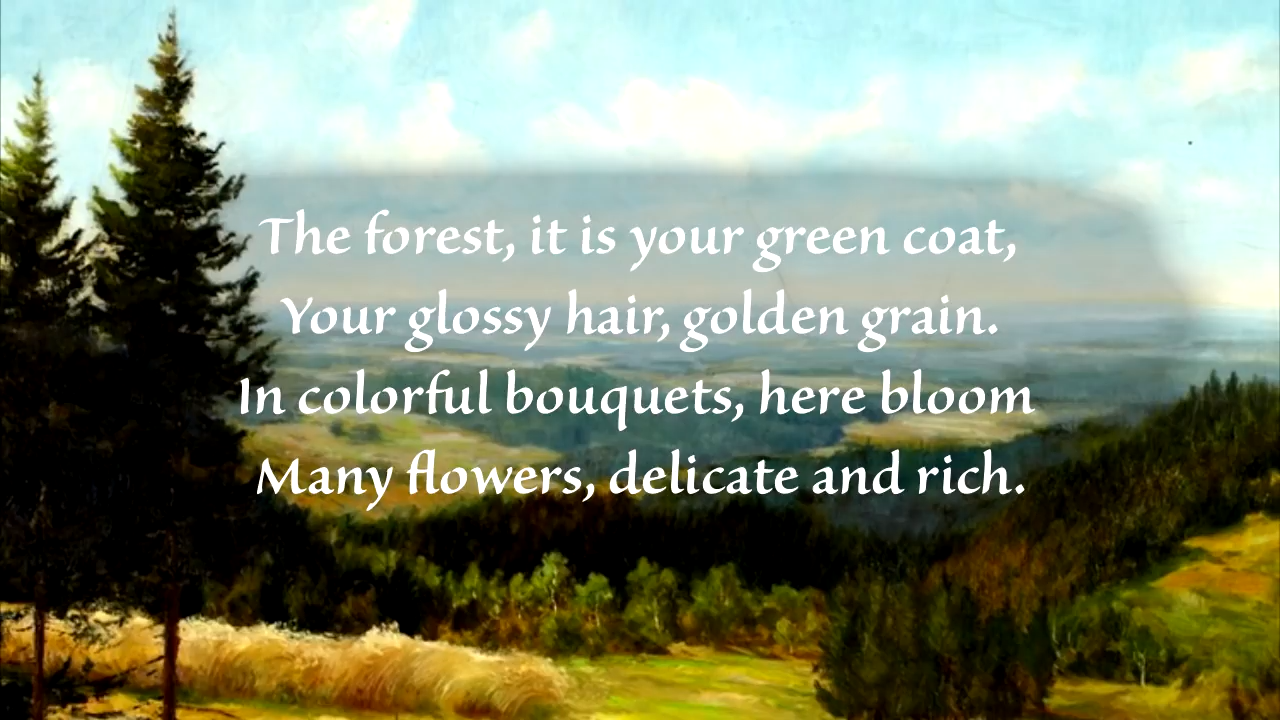 The forest, it is your green coat,
Your glossy hair, golden grain.
In colorful bouquets, here bloom
Many flowers, delicate and rich.